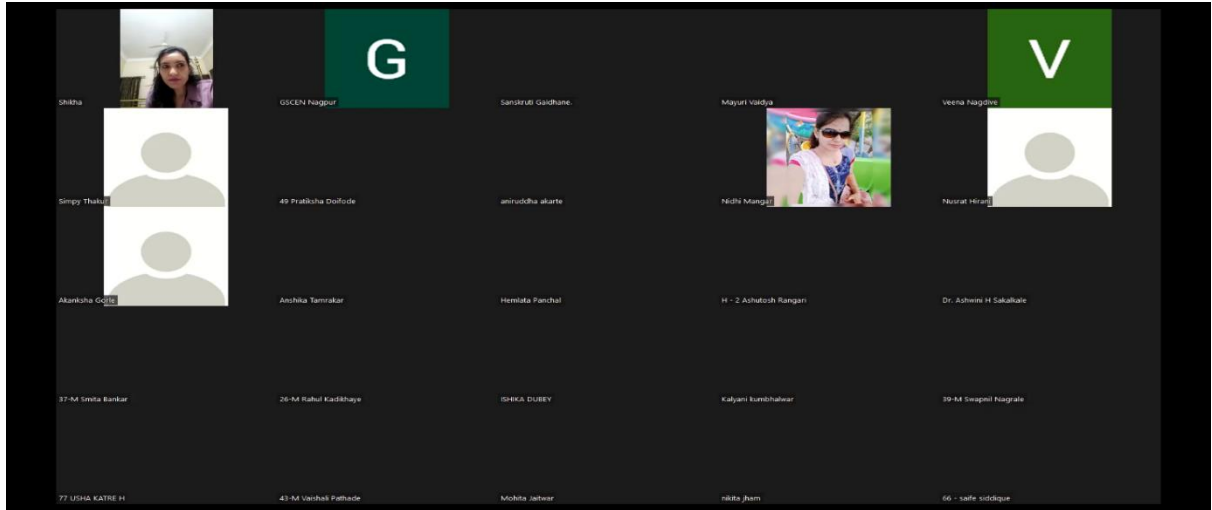 G
V
Shikha
GSCEN Nagpur
Sanskruti Gaidhane.
Mayuri Vaidya
Veena Nagdive
Simpy Thakur
49 Pratiksha Doifode
aniruddha akarte
Nidhi Mangar
Nusrat Hirani
Akanksha Gorle
Anshika Tamrakar
Hemlata Panchal
H - 2 Ashutosh Rangari
Dr. Ashwini H Sakalkale
37-M Smita Bankar
26-M Rahul Kadikhaye
ISHIKA DUBEY
Kalyani kumbhalwar
39-M Swapnil Nagrale
77 USHA KATRE H
43-M Vaishali Pathade
Mohita Jaitwar
nikita jham
66 - saife siddique